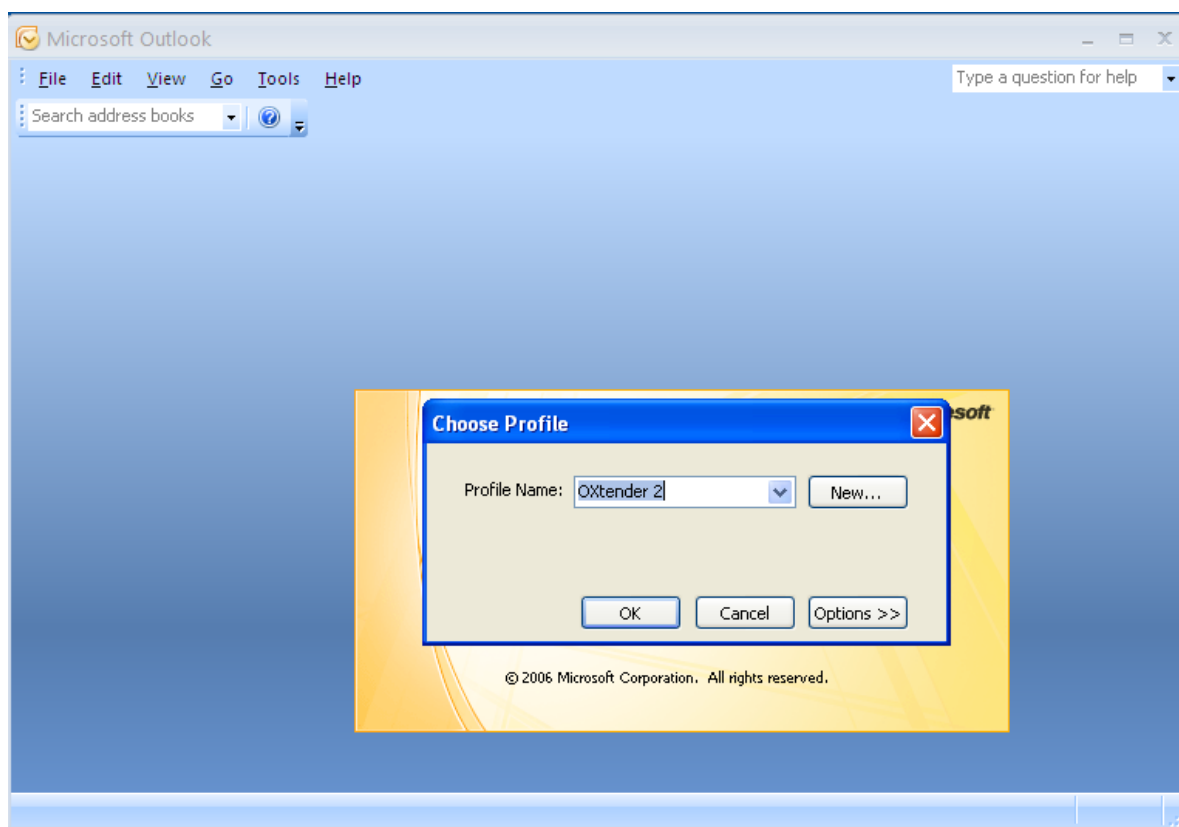 Microsoft Outlook
File Edit View Go Tools Help
Type a question for help
Search address books
Choose Profile
Profile Name: OXtender 2 New...
OK Cancel Options >>
© 2006 Microsoft Corporation. All rights reserved.